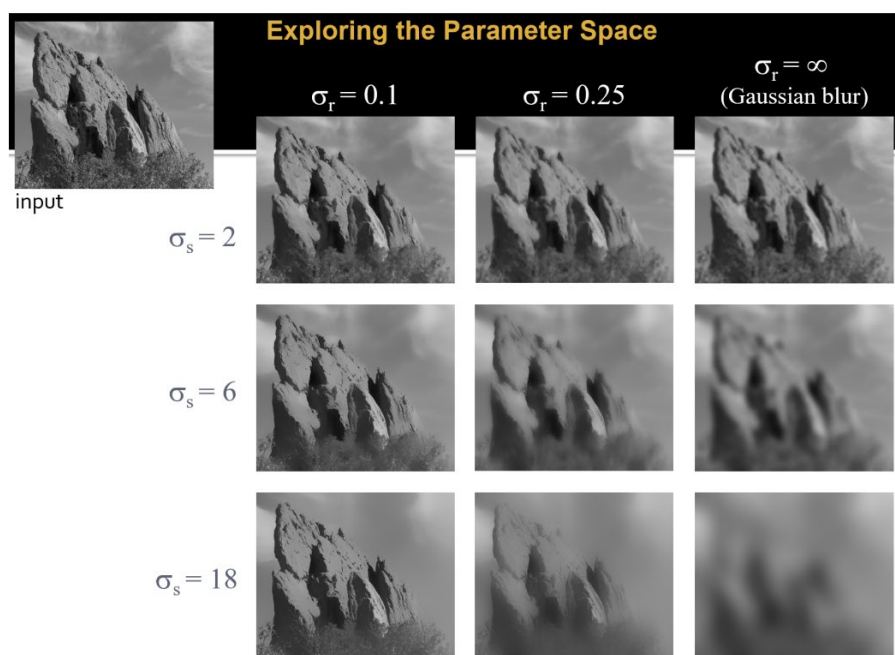 Exploring the Parameter Space
input
σr = 0.1
σr = 0.25
σr = ∞
(Gaussian blur)
σs = 2
σs = 6
σs = 18